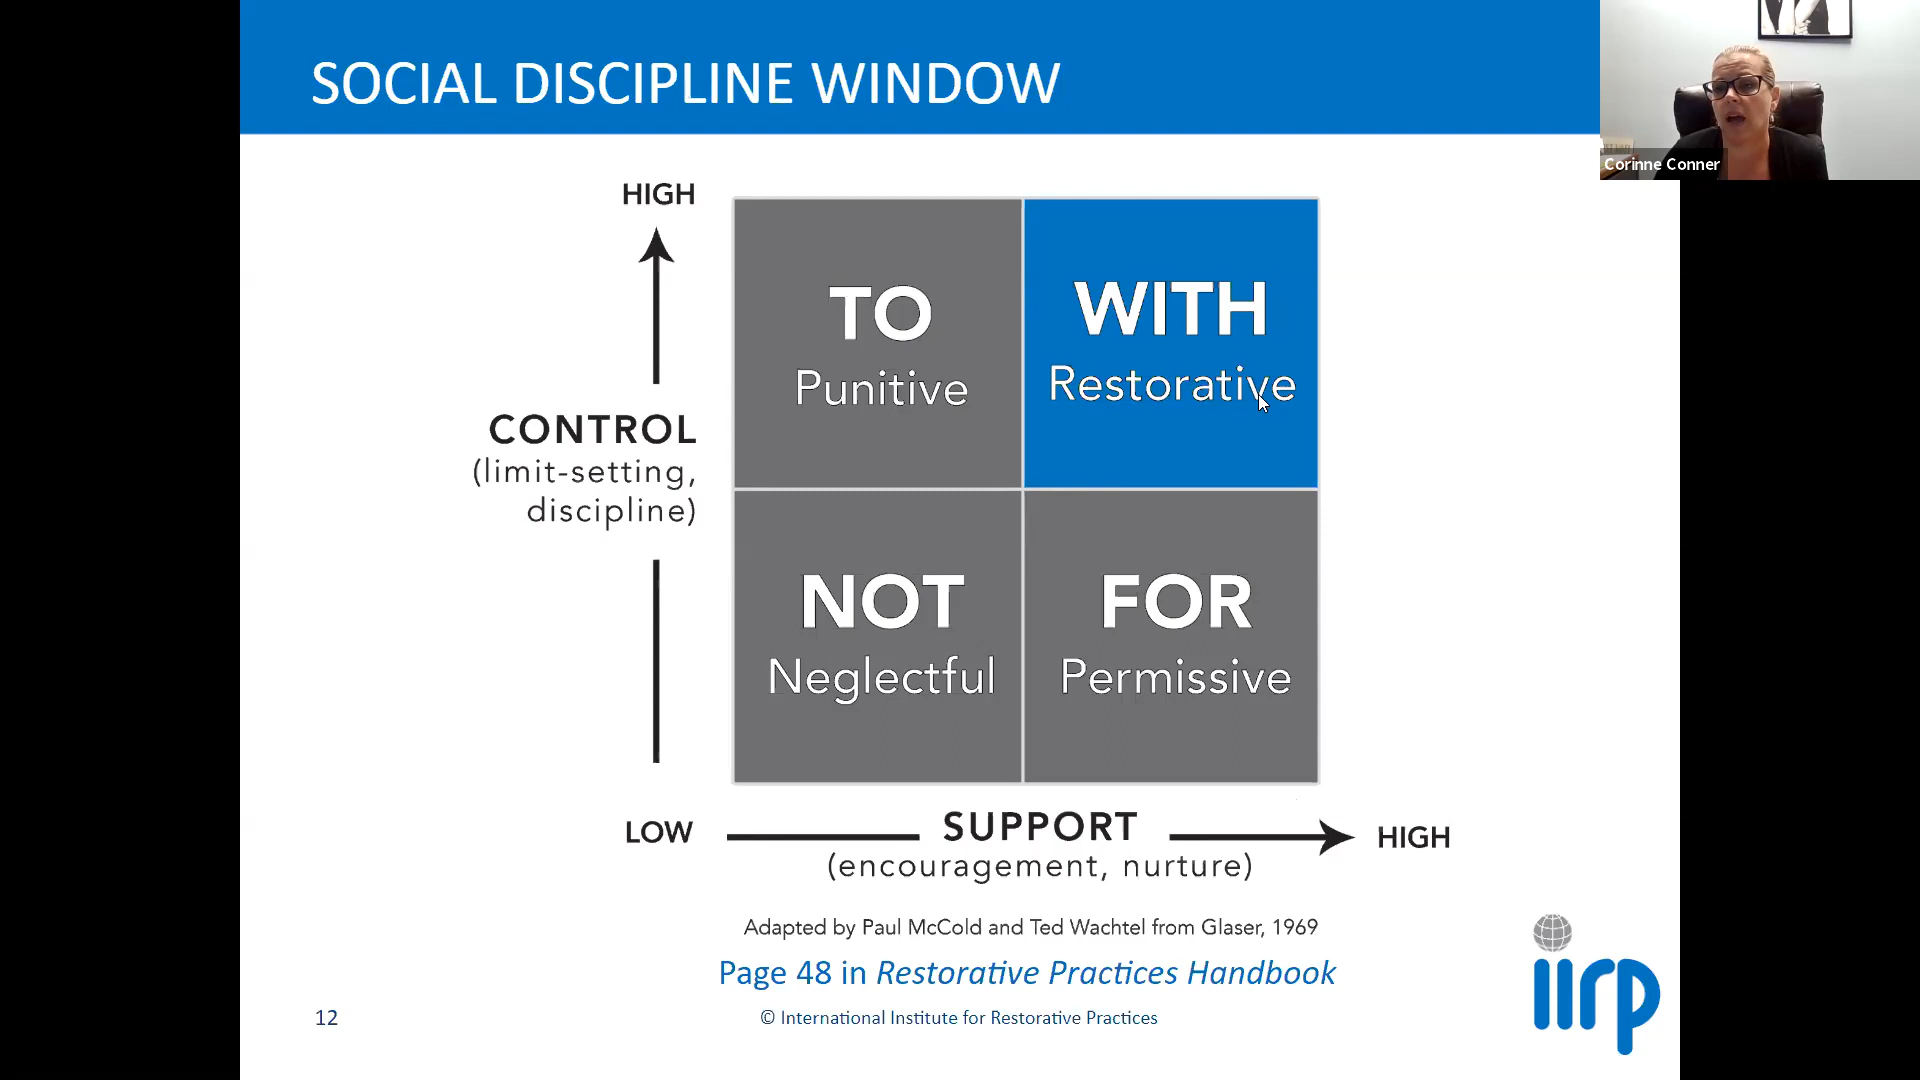 SOCIAL DISCIPLINE WINDOW
Corinne Conner
HIGH
TO
Punitive
WITH
Restorative
CONTROL
(limit-setting,
discipline)
NOT
Neglectful
FOR
Permissive
LOW
SUPPORT
HIGH
(encouragement, nurture)
Adapted by Paul McCold and Ted Wachtel from Glaser, 1969
Page 48 in Restorative Practices Handbook
12
© International Institute for Restorative Practices
iirp